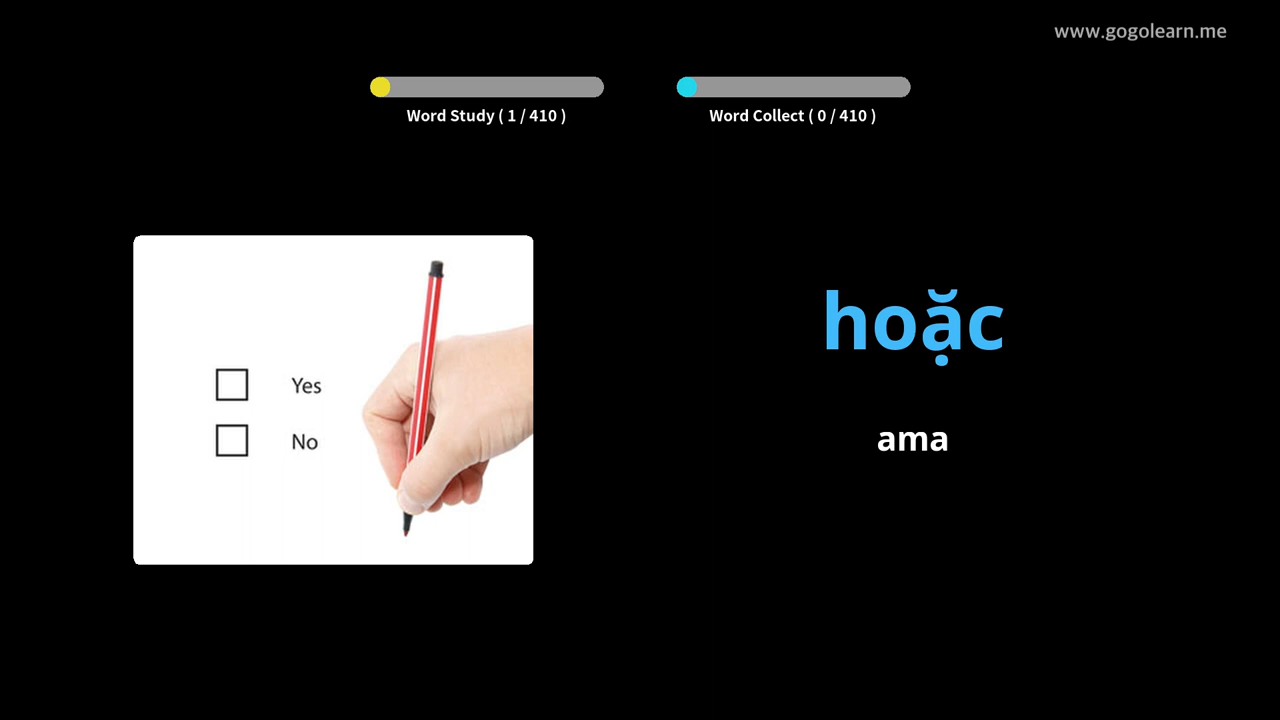 www.gogolearn.me
Word Study ( 1 / 410 )
Word Collect ( 0 / 410 )
Yes
No
hoặc
ama